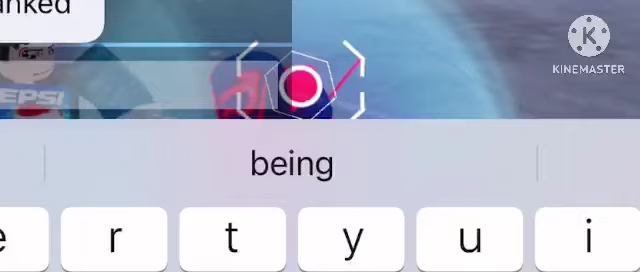 anked
K
KINEMASTER
EPSI
being
e r t y u i